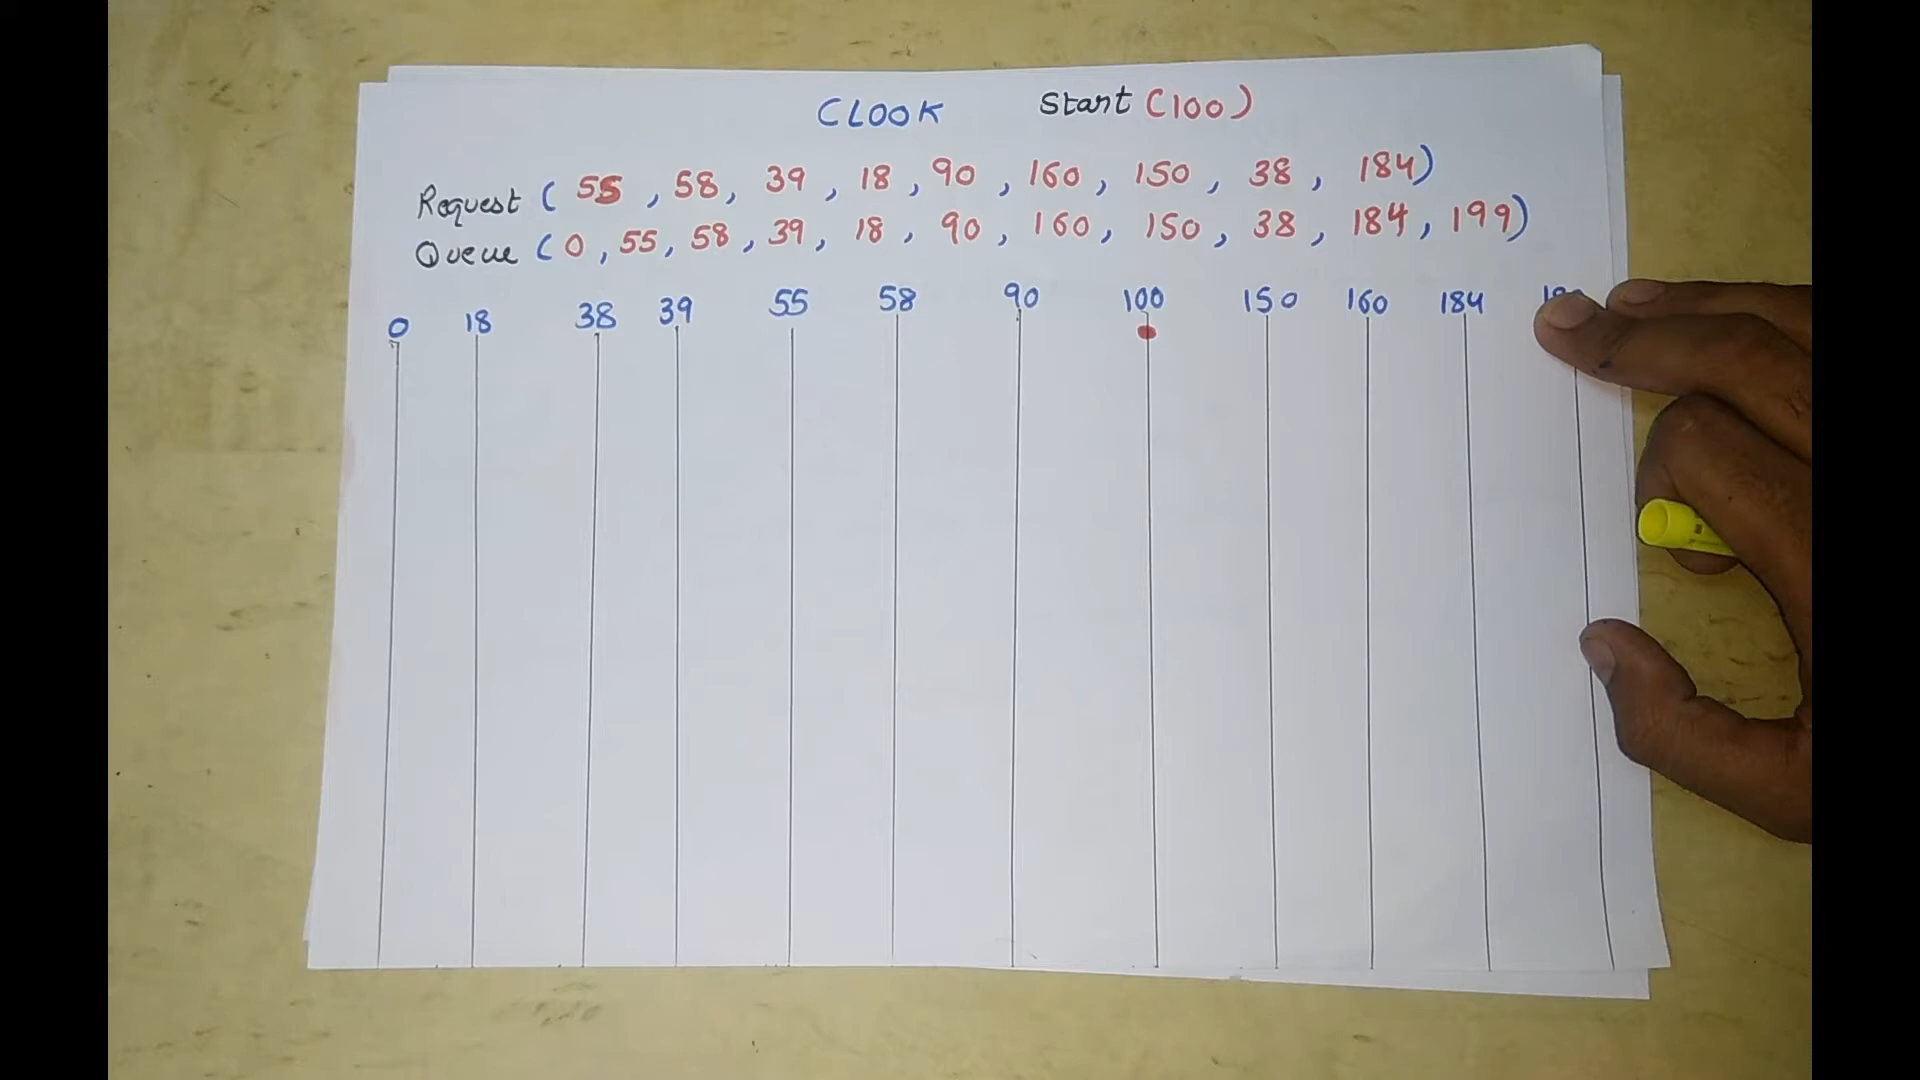 CLOOK Start (100)
Request ( 55 , 58, 39 , 18 , 90 , 160 , 150 , 38 , 184)
Queue ( 0 , 55, 58 , 39 , 18 , 90 , 160 , 150 , 38 , 184 , 199)
0 18 38 39 55 58 90 100 150 160 184